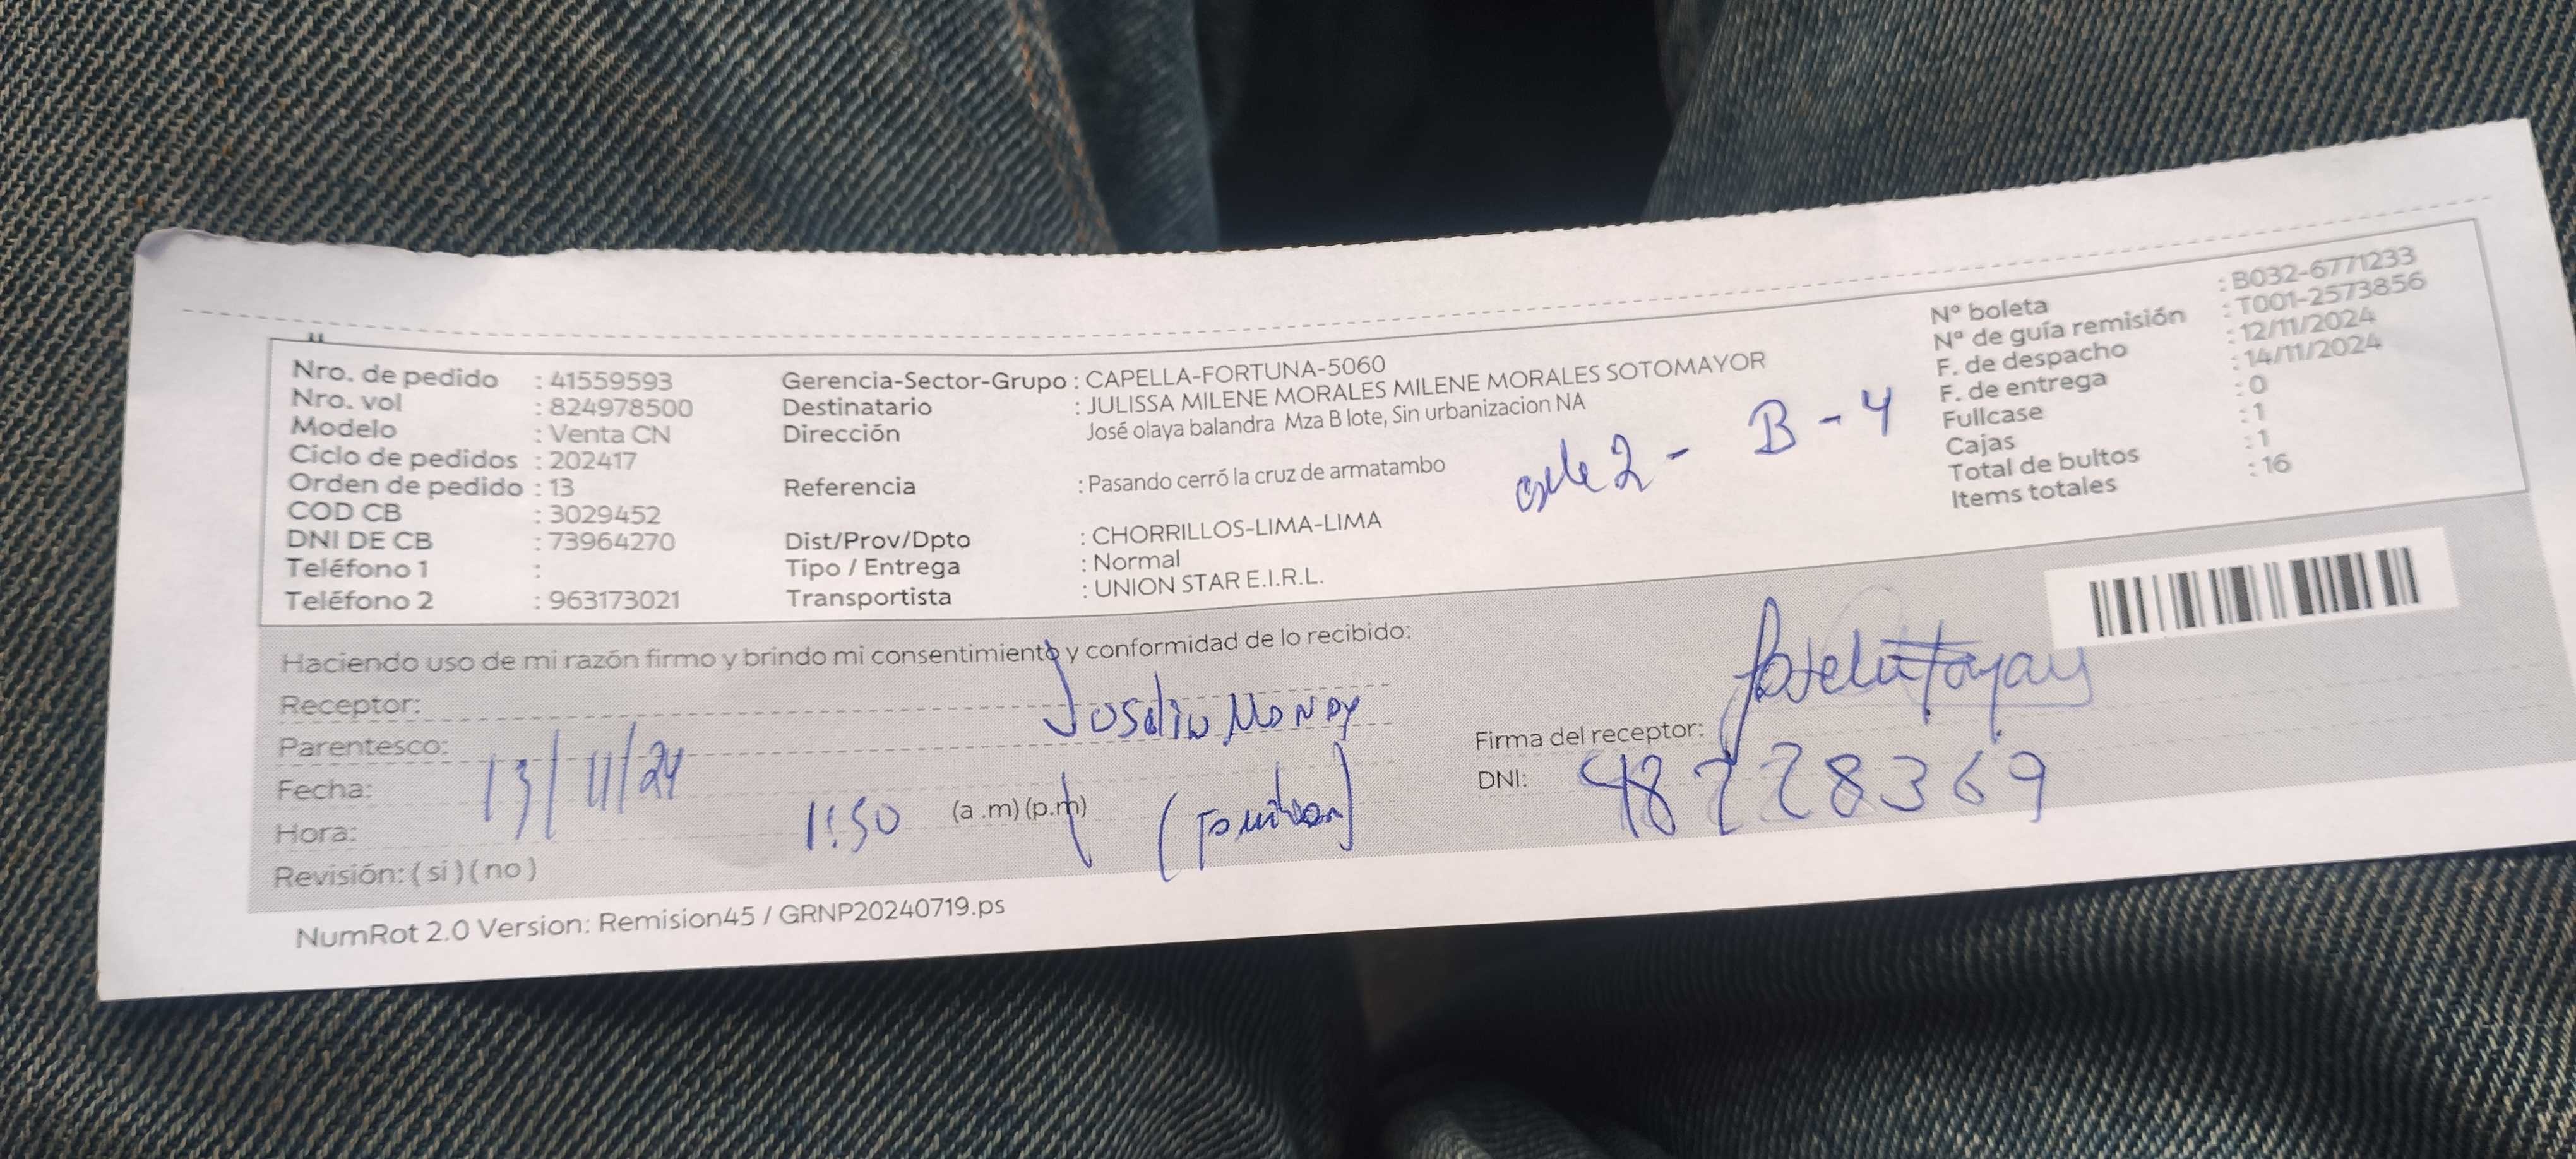 Nro. de pedido : 41559593
Nro. vol : 824978500
Modelo : Venta CN
Ciclo de pedidos : 202417
Orden de pedido : 13
COD CB : 3029452
DNI DE CB : 73964270
Teléfono 1 :
Teléfono 2 : 963173021
Gerencia-Sector-Grupo : CAPELLA-FORTUNA-5060
Destinatario : JULISSA MILENE MORALES MILENE MORALES SOTOMAYOR
Dirección José olaya balandra Mza B lote, Sin urbanizacion NA
Referencia : Pasando cerró la cruz de armatambo
Dist/Prov/Dpto : CHORRILLOS-LIMA-LIMA
Tipo / Entrega : Normal
Transportista : UNION STAR E.I.R.L.
2 - B - 4
Nº boleta : B032-6771233
Nº de guía remisión : T001-2573856
F. de despacho : 12/11/2024
F. de entrega : 14/11/2024
Fullcase : 0
Cajas : 1
Total de bultos : 1
Items totales : 16
Haciendo uso de mi razón firmo y brindo mi consentimiento y conformidad de lo recibido:
Receptor:
Parentesco:
Fecha: 13/11/24
Hora: 1:50 (a .m) (p.m)
Revisión: ( si ) ( no )
Firma del receptor:
DNI: 48228369
NumRot 2.0 Version: Remision45 / GRNP20240719.ps